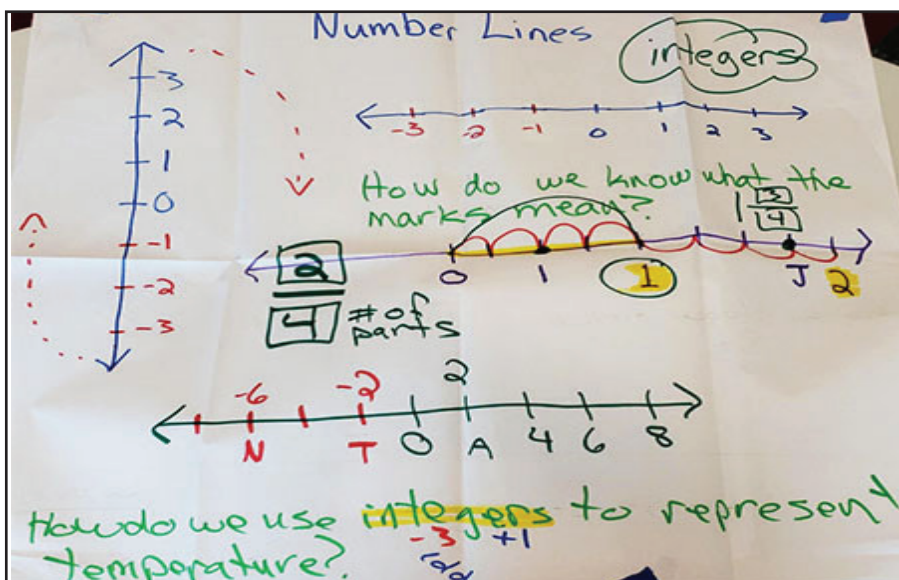 Number Lines
integers
3
2
1
0
-1
-2
-3
-3 -2 -1 0 1 2 3
How do we know what the
marks mean?
1 3/4
0 1 1 J 2
2
4 # of
parts
-6 -2 2
N T 0 A 4 6 8
How do we use integers to represent
temperature? -3 +1